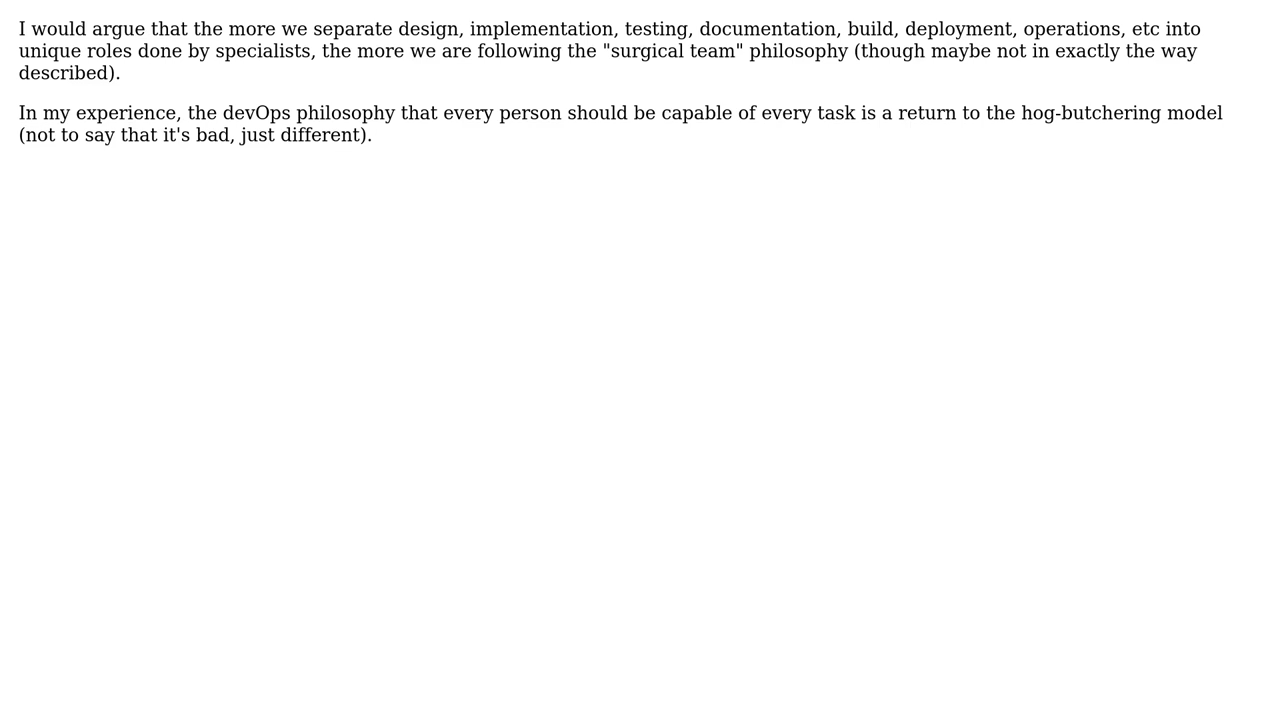 I would argue that the more we separate design, implementation, testing, documentation, build, deployment, operations, etc into
unique roles done by specialists, the more we are following the "surgical team" philosophy (though maybe not in exactly the way
described).
In my experience, the devOps philosophy that every person should be capable of every task is a return to the hog-butchering model
(not to say that it's bad, just different).